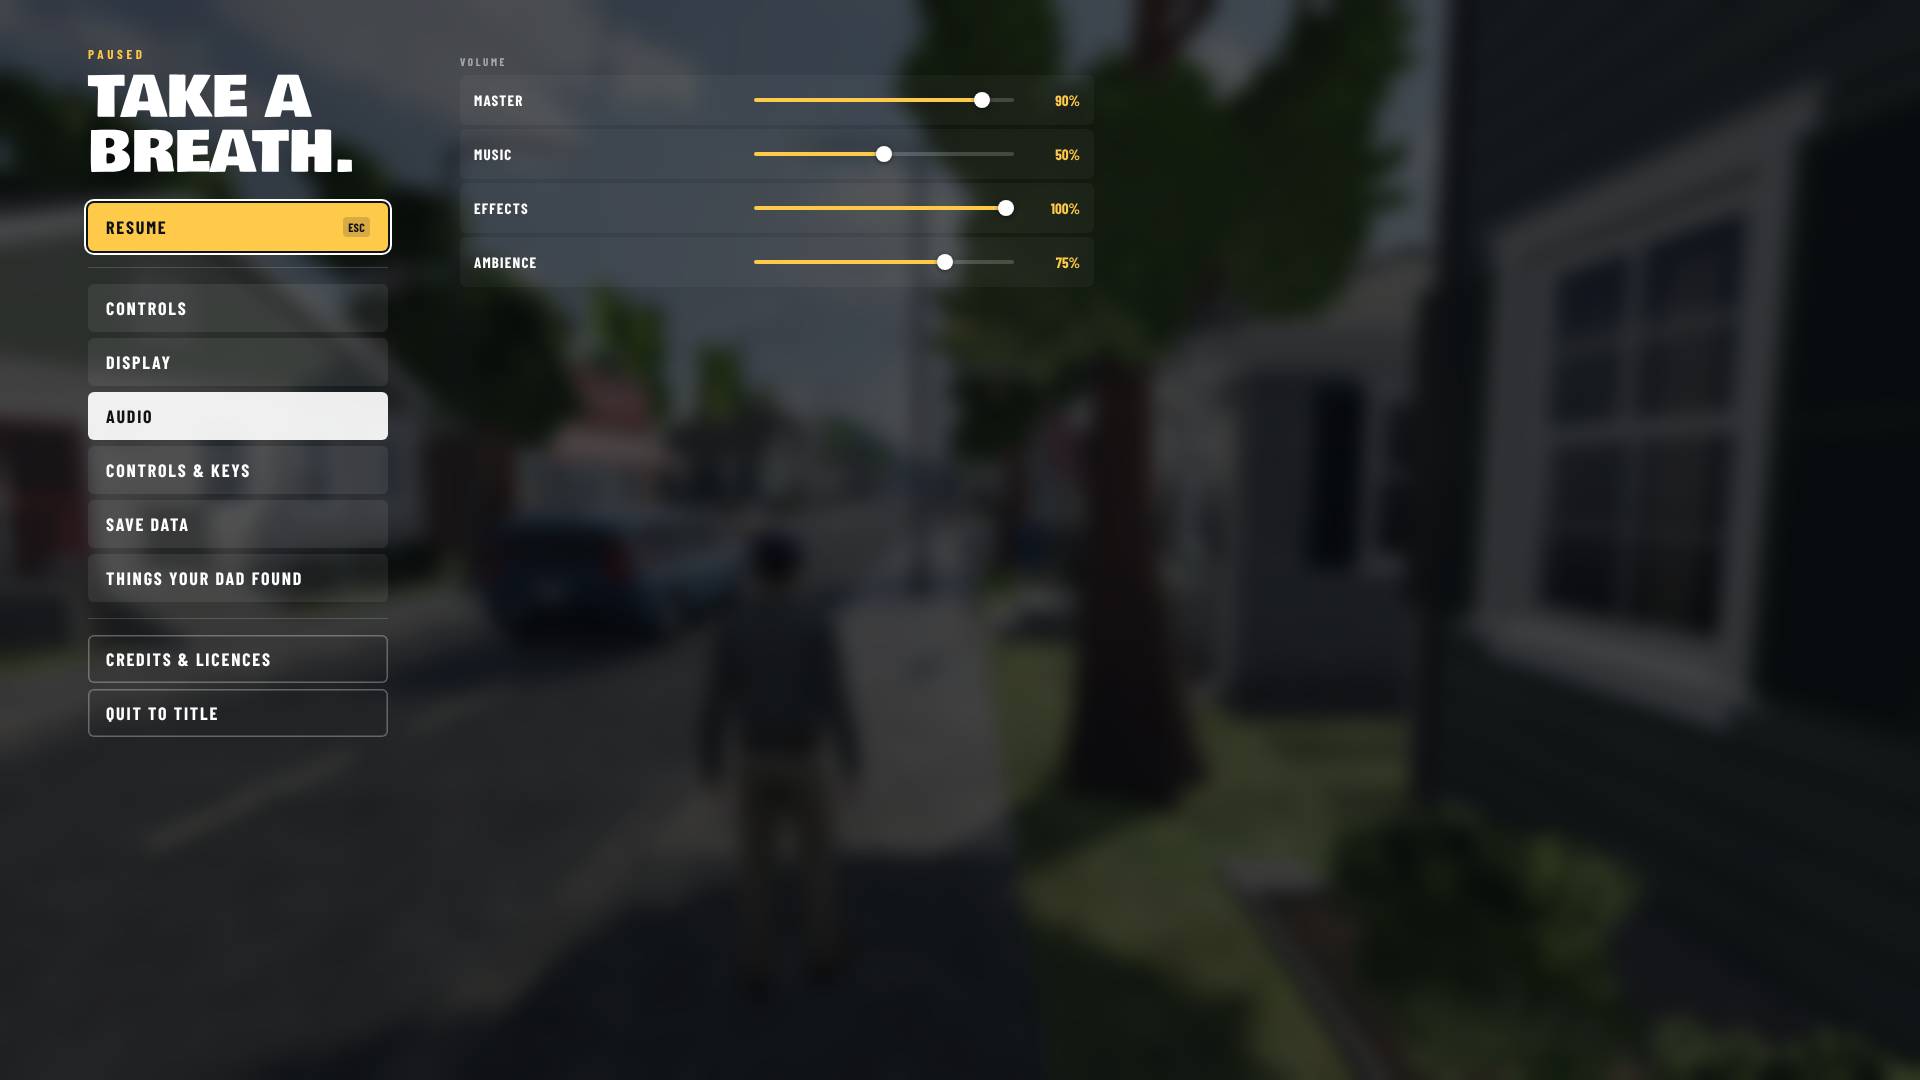 PAUSED
TAKE A
BREATH.
RESUME ESC
CONTROLS
DISPLAY
AUDIO
CONTROLS & KEYS
SAVE DATA
THINGS YOUR DAD FOUND
CREDITS & LICENCES
QUIT TO TITLE
VOLUME
MASTER 90%
MUSIC 50%
EFFECTS 100%
AMBIENCE 75%